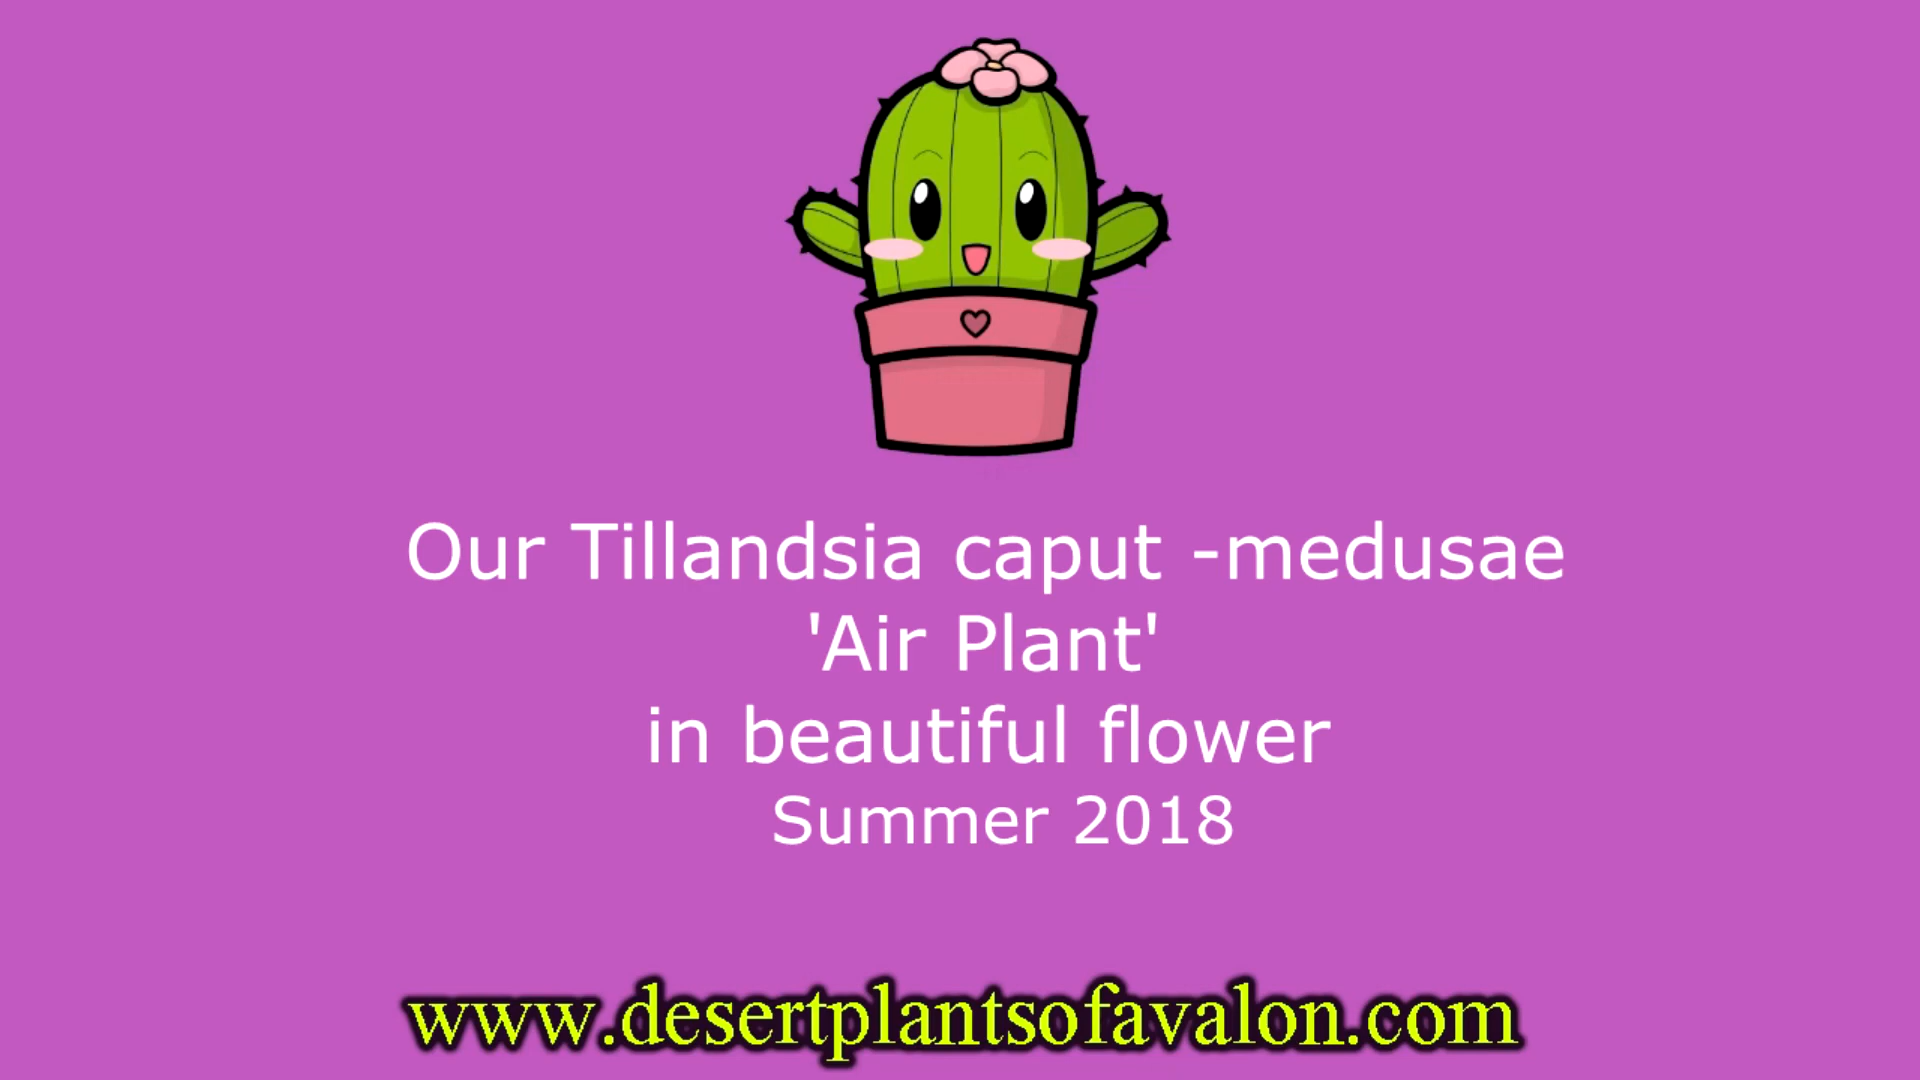 Our Tillandsia caput -medusae
'Air Plant'
in beautiful flower
Summer 2018
www.desertplantsofavalon.com